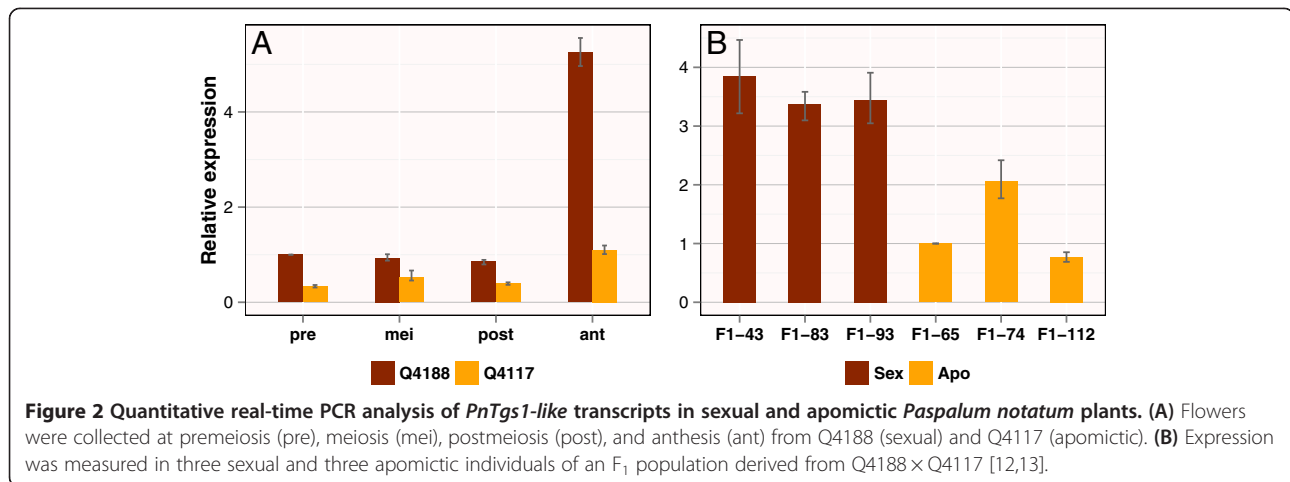 A
B
Relative expression
4
2
0
4
3
2
1
0
pre mei post ant
F1-43 F1-83 F1-93 F1-65 F1-74 F1-112
Q4188 Q4117
Sex Apo
Figure 2 Quantitative real-time PCR analysis of PnTgs1-like transcripts in sexual and apomictic Paspalum notatum plants. (A) Flowers
were collected at premeiosis (pre), meiosis (mei), postmeiosis (post), and anthesis (ant) from Q4188 (sexual) and Q4117 (apomictic). (B) Expression
was measured in three sexual and three apomictic individuals of an F1 population derived from Q4188 × Q4117 [12,13].